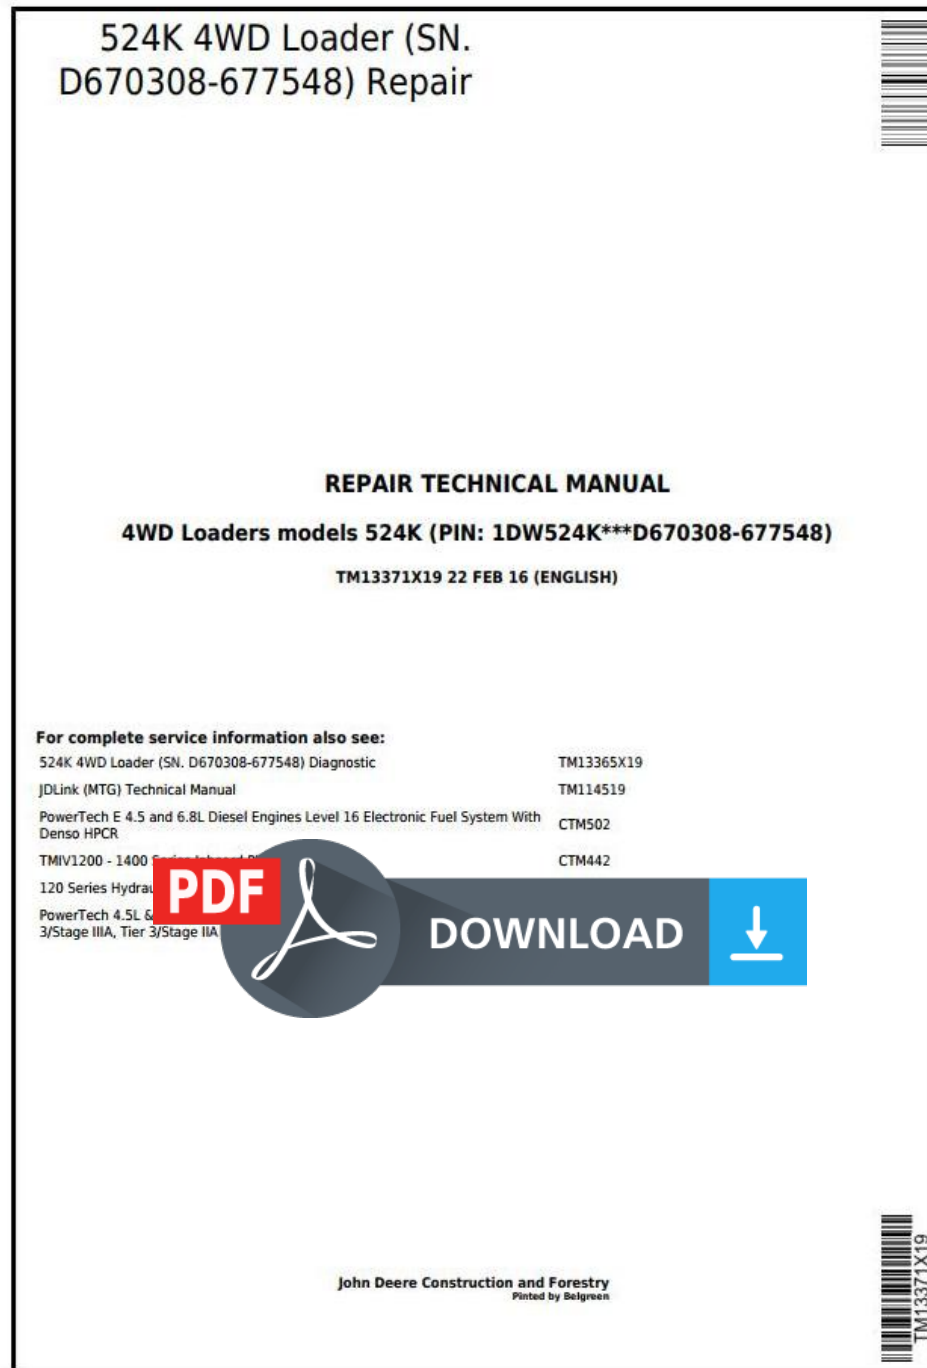 524K 4WD Loader (SN.
D670308-677548) Repair
REPAIR TECHNICAL MANUAL
4WD Loaders models 524K (PIN: 1DW524K***D670308-677548)
TM13371X19 22 FEB 16 (ENGLISH)
For complete service information also see:
524K 4WD Loader (SN. D670308-677548) Diagnostic TM13365X19
JDLink (MTG) Technical Manual TM114519
PowerTech E 4.5 and 6.8L Diesel Engines Level 16 Electronic Fuel System With
Denso HPCR CTM502
TMIV1200 - 1400 CTM442
120 Series
PowerTech 4.5L &
3/Stage IIIA, Tier 3/Stage IIA
PDF
DOWNLOAD
John Deere Construction and Forestry
Pinted by Belgreen
TM13371X19